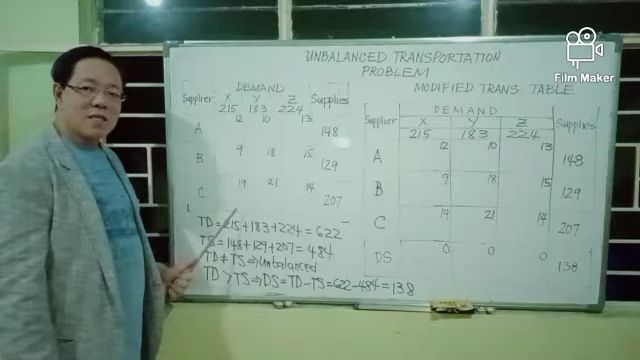 UNBALANCED TRANSPORTATION
PROBLEM
Film Maker
DEMAND
Supplier X Y Z Supplies
215 183 224
A 12 10 13 148
B 9 18 15 129
C 19 21 14 207
TD = 215 + 183 + 224 = 622
TS = 148 + 129 + 207 = 484
TD ≠ TS ⇒ Unbalanced
TD > TS ⇒ DS = TD - TS = 622 - 484 = 138
MODIFIED TRANS. TABLE
DEMAND
Supplier X Y Z Supplies
215 183 224
A 12 10 13 148
B 9 18 15 129
C 19 21 14 207
DS 0 0 0 138